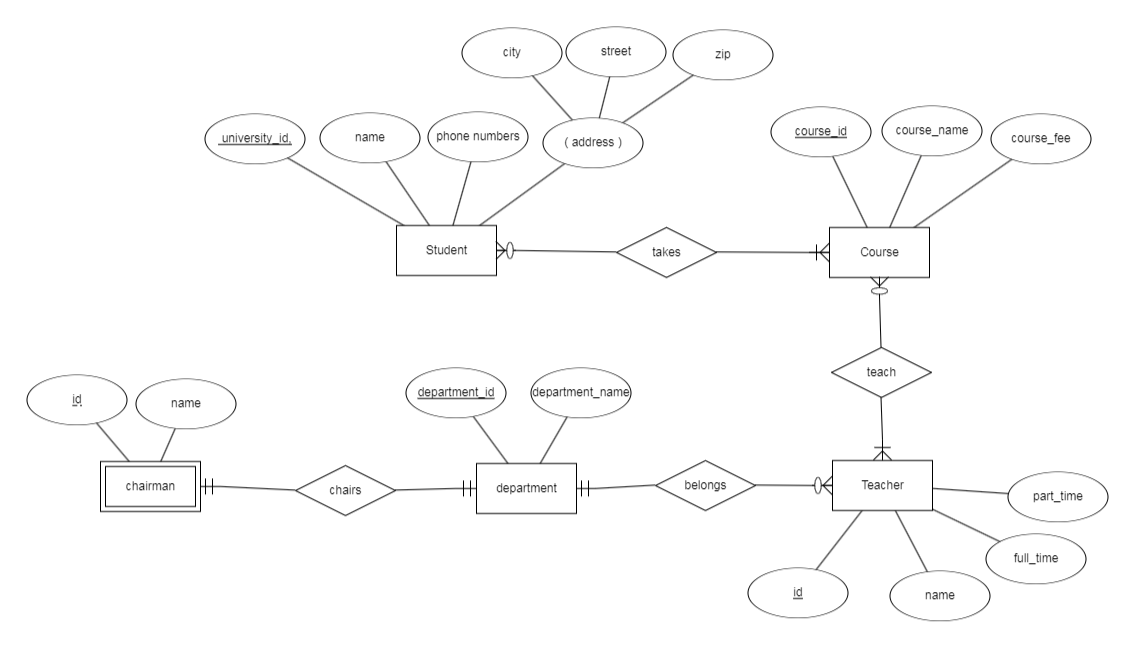 city
street
zip
university_id,
name
phone numbers
( address )
course_id
course_name
course_fee
Student
takes
Course
teach
id
name
department_id
department_name
chairman
chairs
department
belongs
Teacher
part_time
full_time
id
name